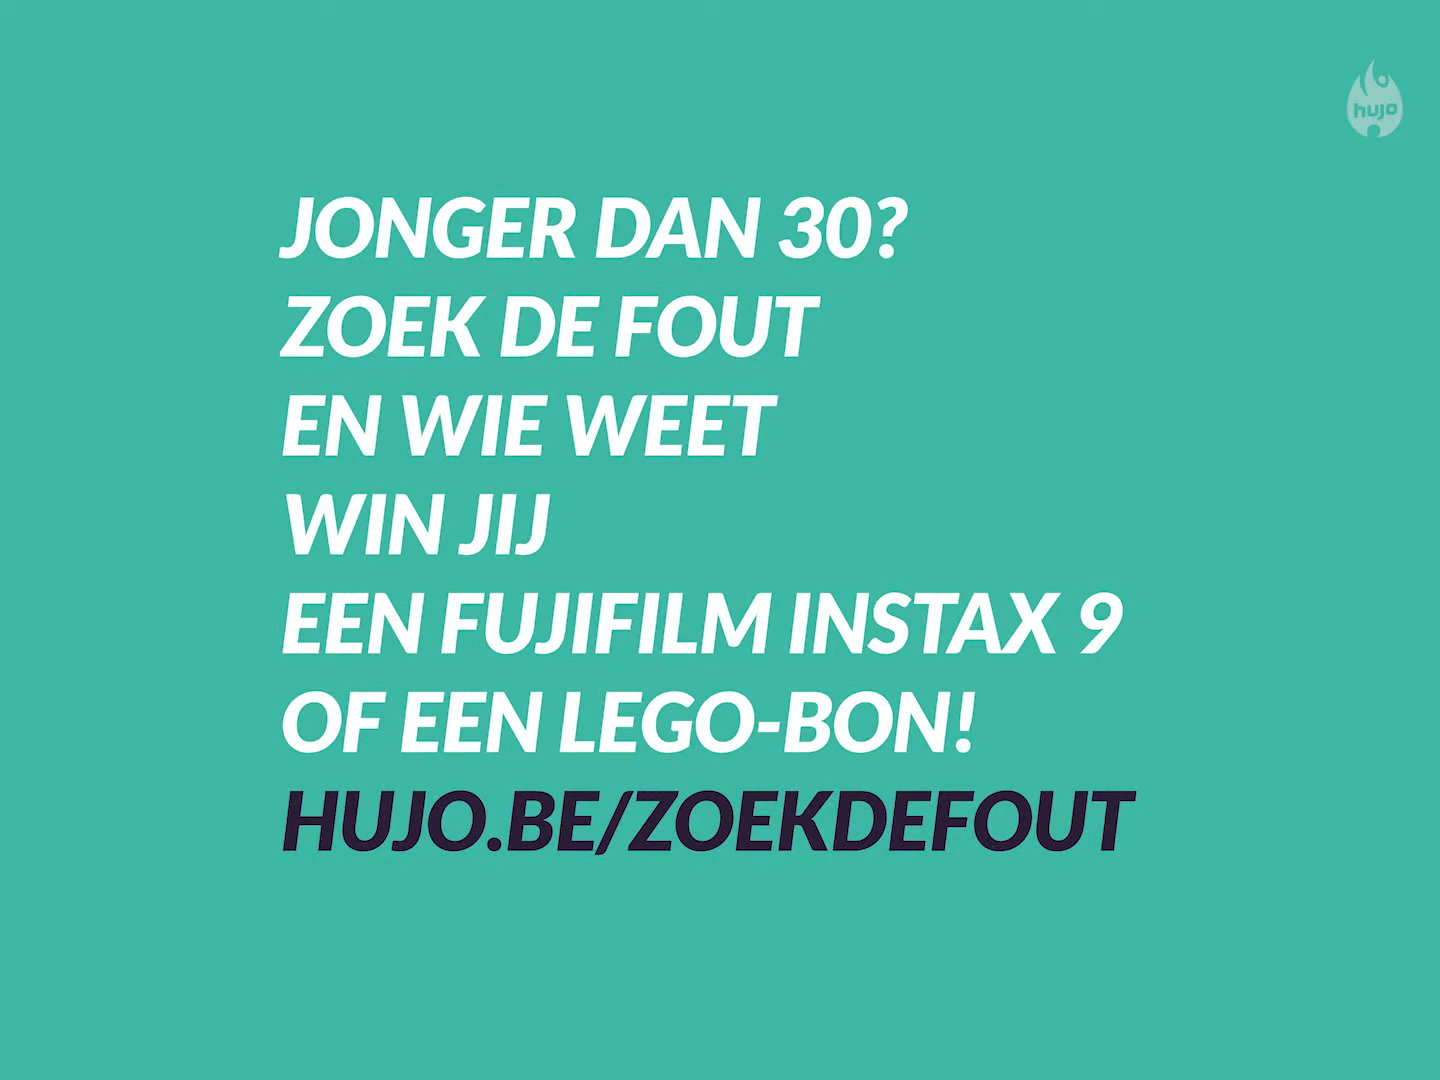 hujo
JONGER DAN 30?
ZOEK DE FOUT
EN WIE WEET
WIN JIJ
EEN FUJIFILM INSTAX 9
OF EEN LEGO-BON!
HUJO.BE/ZOEKDEFOUT